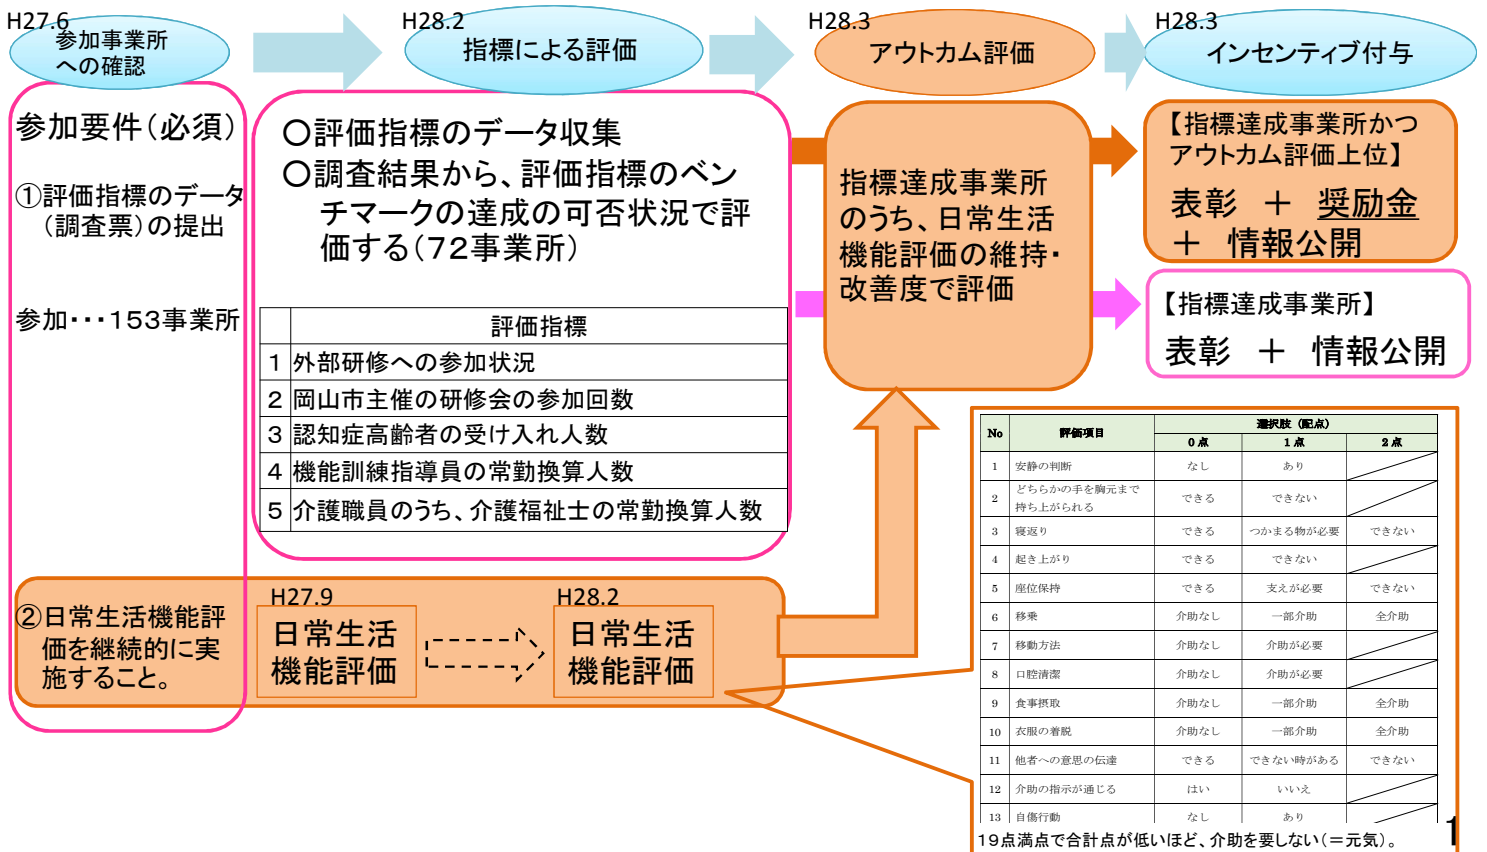 H27.6
参加事業所
への確認
H28.2
指標による評価
H28.3
アウトカム評価
H28.3
インセンティブ付与
参加要件（必須）
①評価指標のデータ
（調査票）の提出
参加・・・153事業所
②日常生活機能評
価を継続的に実
施すること。
〇評価指標のデータ収集
〇調査結果から、評価指標のベン
チマークの達成の可否状況で評
価する（72事業所）
評価指標
1 外部研修への参加状況
2 岡山市主催の研修会の参加回数
3 認知症高齢者の受け入れ人数
4 機能訓練指導員の常勤換算人数
5 介護職員のうち、介護福祉士の常勤換算人数
H27.9
日常生活
機能評価
H28.2
日常生活
機能評価
指標達成事業所
のうち、日常生活
機能評価の維持・
改善度で評価
【指標達成事業所かつ
アウトカム評価上位】
表彰 ＋ 奨励金
＋ 情報公開
【指標達成事業所】
表彰 ＋ 情報公開
No 評価項目 選択肢（配点）
0点 1点 2点
1 安静の判断 なし あり
2 どちらかの手を胸元まで
持ち上がられる できる できない
3 寝返り できる つかまる物が必要 できない
4 起き上がり できる できない
5 座位保持 できる 支えが必要 できない
6 移乗 介助なし 一部介助 全介助
7 移動方法 介助なし 介助が必要
8 口腔清潔 介助なし 介助が必要
9 食事摂取 介助なし 一部介助 全介助
10 衣服の着脱 介助なし 一部介助 全介助
11 他者への意思の伝達 できる できない時がある できない
12 介助の指示が通じる はい いいえ
13 自傷行動 なし あり
19点満点で合計点が低いほど、介助を要しない（＝元気）。
1